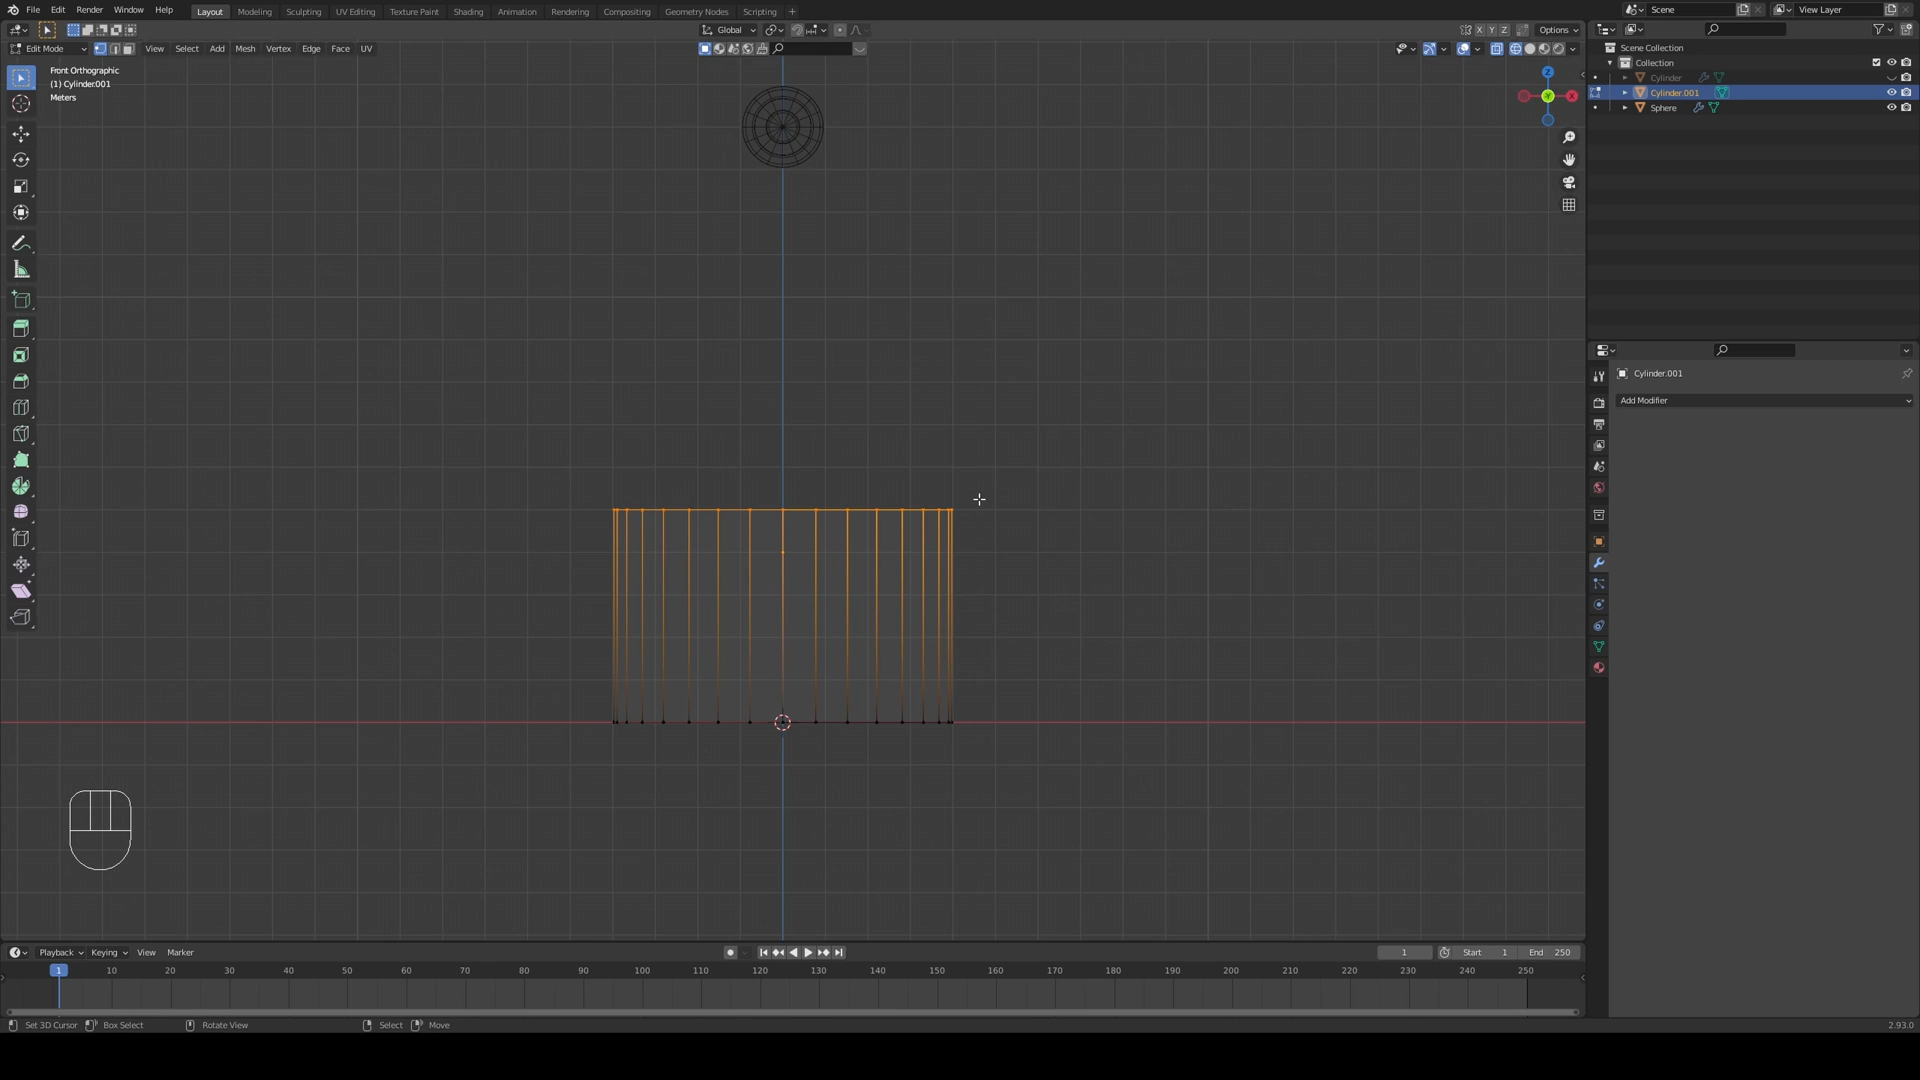 File Edit Render Window Help Layout Modeling Sculpting UV Editing Texture Paint Shading Animation Rendering Compositing Geometry Nodes Scripting + Scene View Layer
Global X Y Z Options
Edit Mode View Select Add Mesh Vertex Edge Face UV
Scene Collection
Collection
Cylinder
Cylinder.001
Sphere
Front Orthographic
(1) Cylinder.001
Meters
Z
Y X
Cylinder.001
Add Modifier
Playback Keying View Marker 1 Start 1 End 250
1 10 20 30 40 50 60 70 80 90 100 110 120 130 140 150 160 170 180 190 200 210 220 230 240 250
Set 3D Cursor Box Select Rotate View Select Move 2.93.0